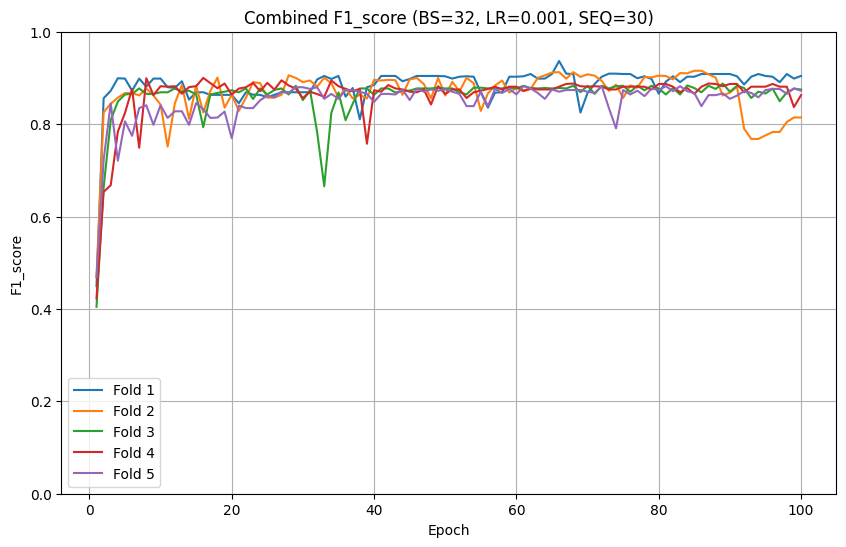 Combined F1_score (BS=32, LR=0.001, SEQ=30)
1.0
0.8
0.6
0.4
0.2
0.0
F1_score
Fold 1
Fold 2
Fold 3
Fold 4
Fold 5
0 20 40 60 80 100
Epoch